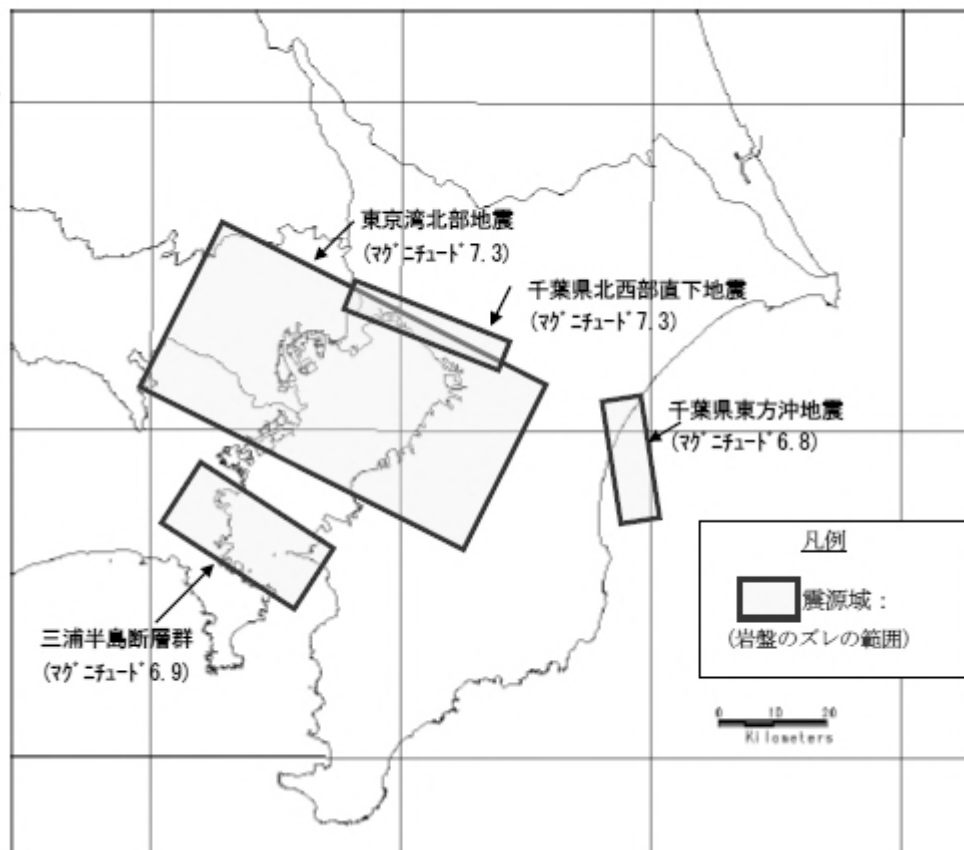 東京湾北部地震
(ﾏｸﾞﾆﾁｭｰﾄﾞ7.3)
千葉県北西部直下地震
(ﾏｸﾞﾆﾁｭｰﾄﾞ7.3)
千葉県東方沖地震
(ﾏｸﾞﾆﾁｭｰﾄﾞ6.8)
三浦半島断層群
(ﾏｸﾞﾆﾁｭｰﾄﾞ6.9)
凡例
震源域：
(岩盤のズレの範囲)
0 10 20
Kilometers